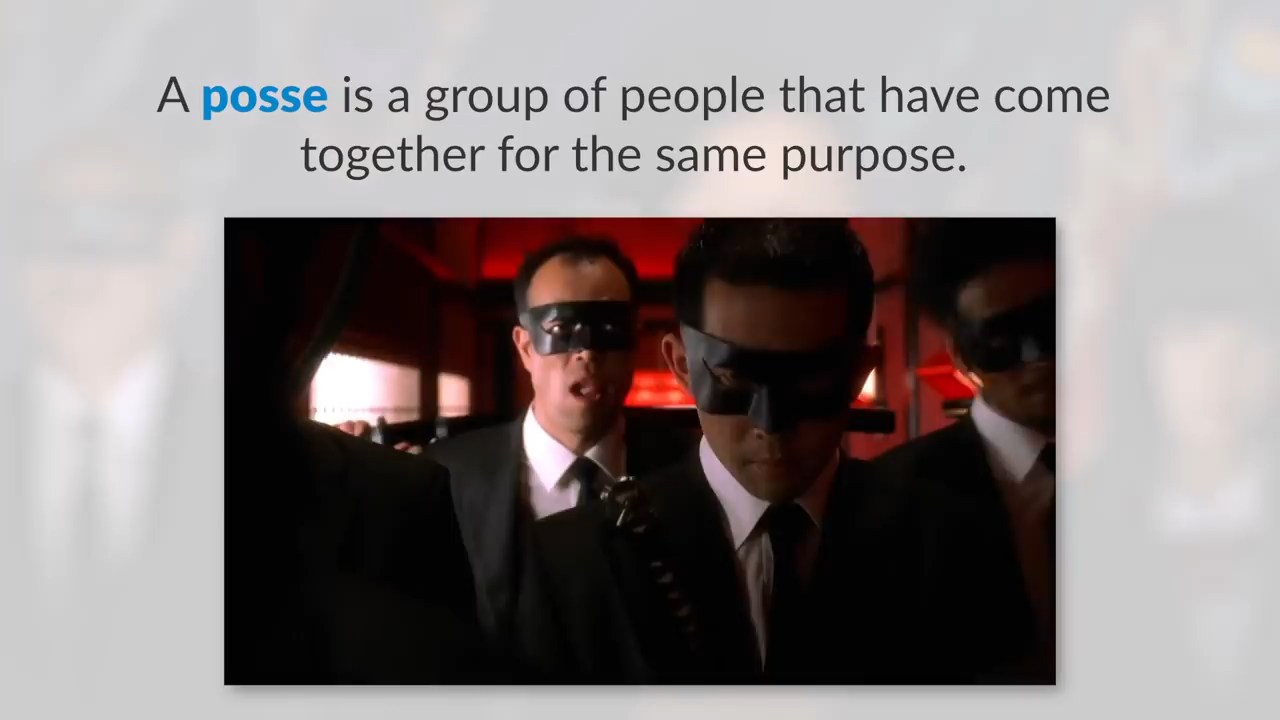 A posse is a group of people that have come
together for the same purpose.